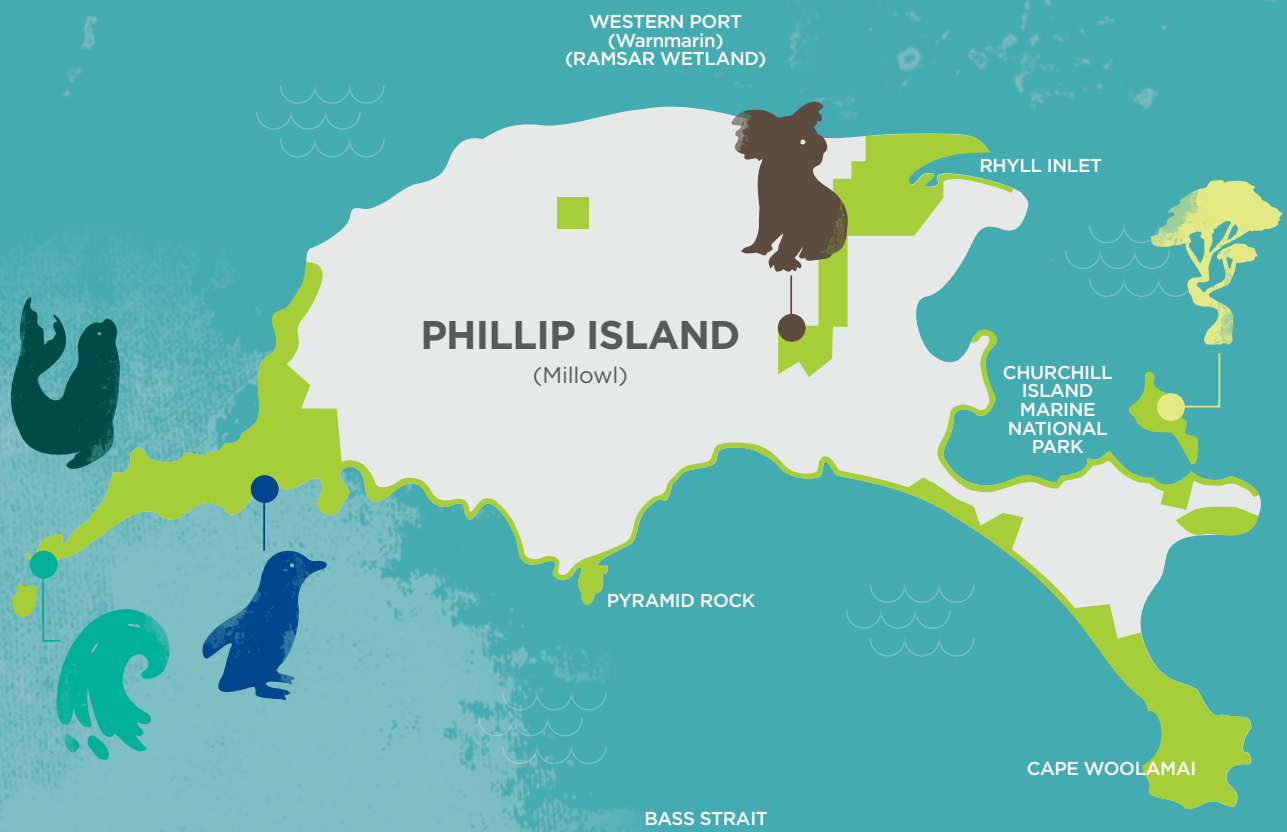 WESTERN PORT
(Warnmarin)
(RAMSAR WETLAND)
RHYLL INLET
PHILLIP ISLAND
(Millowl)
CHURCHILL
ISLAND
MARINE
NATIONAL
PARK
PYRAMID ROCK
CAPE WOOLAMAI
BASS STRAIT